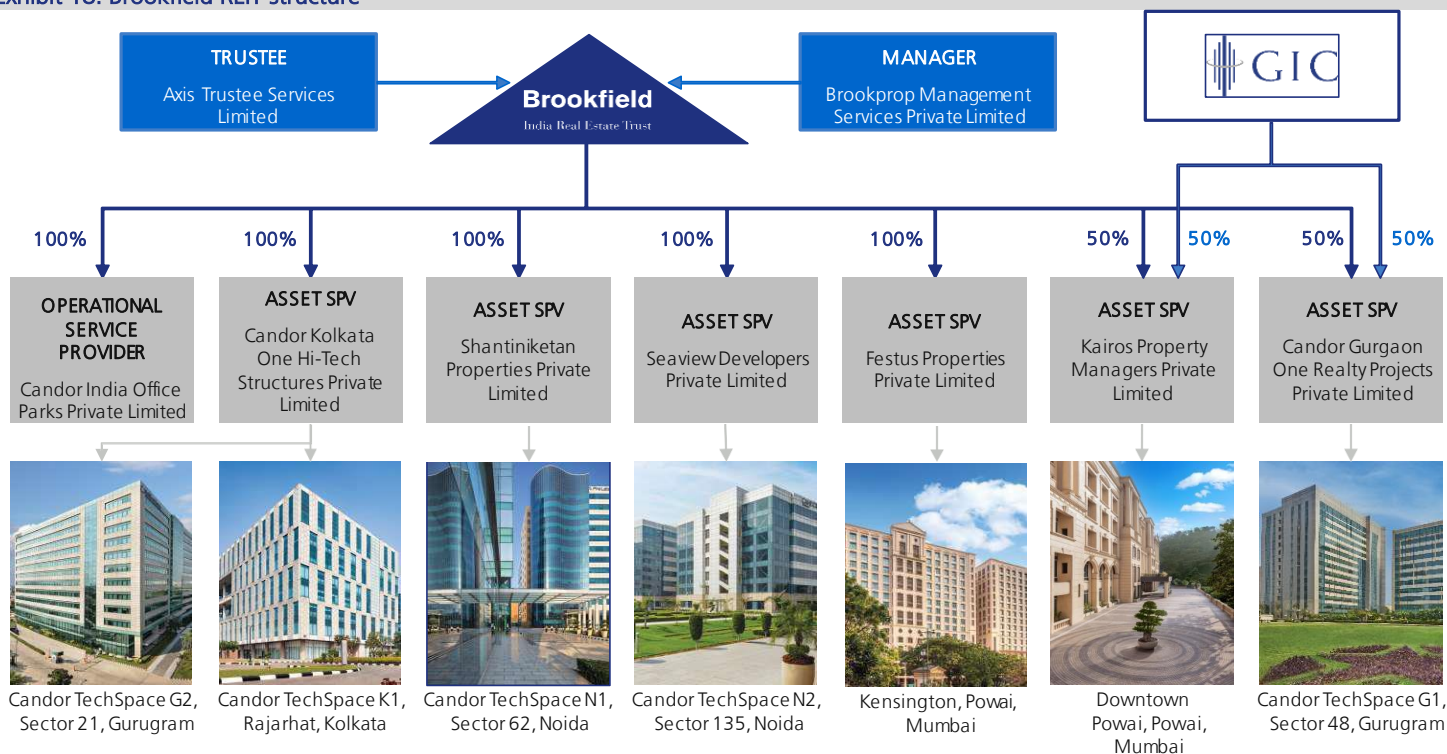 Exhibit 18: Brookfield REIT structure
TRUSTEE
Axis Trustee Services
Limited
Brookfield
India Real Estate Trust
MANAGER
Brookprop Management
Services Private Limited
GIC
100%
100%
100%
100%
100%
50%
50%
50%
50%
OPERATIONAL
SERVICE
PROVIDER
Candor India Office
Parks Private Limited
ASSET SPV
Candor Kolkata
One Hi-Tech
Structures Private
Limited
ASSET SPV
Shantiniketan
Properties Private
Limited
ASSET SPV
Seaview Developers
Private Limited
ASSET SPV
Festus Properties
Private Limited
ASSET SPV
Kairos Property
Managers Private
Limited
ASSET SPV
Candor Gurgaon
One Realty Projects
Private Limited
Candor TechSpace G2,
Sector 21, Gurugram
Candor TechSpace K1,
Rajarhat, Kolkata
Candor TechSpace N1,
Sector 62, Noida
Candor TechSpace N2,
Sector 135, Noida
Kensington, Powai,
Mumbai
Downtown
Powai, Powai,
Mumbai
Candor TechSpace G1,
Sector 48, Gurugram